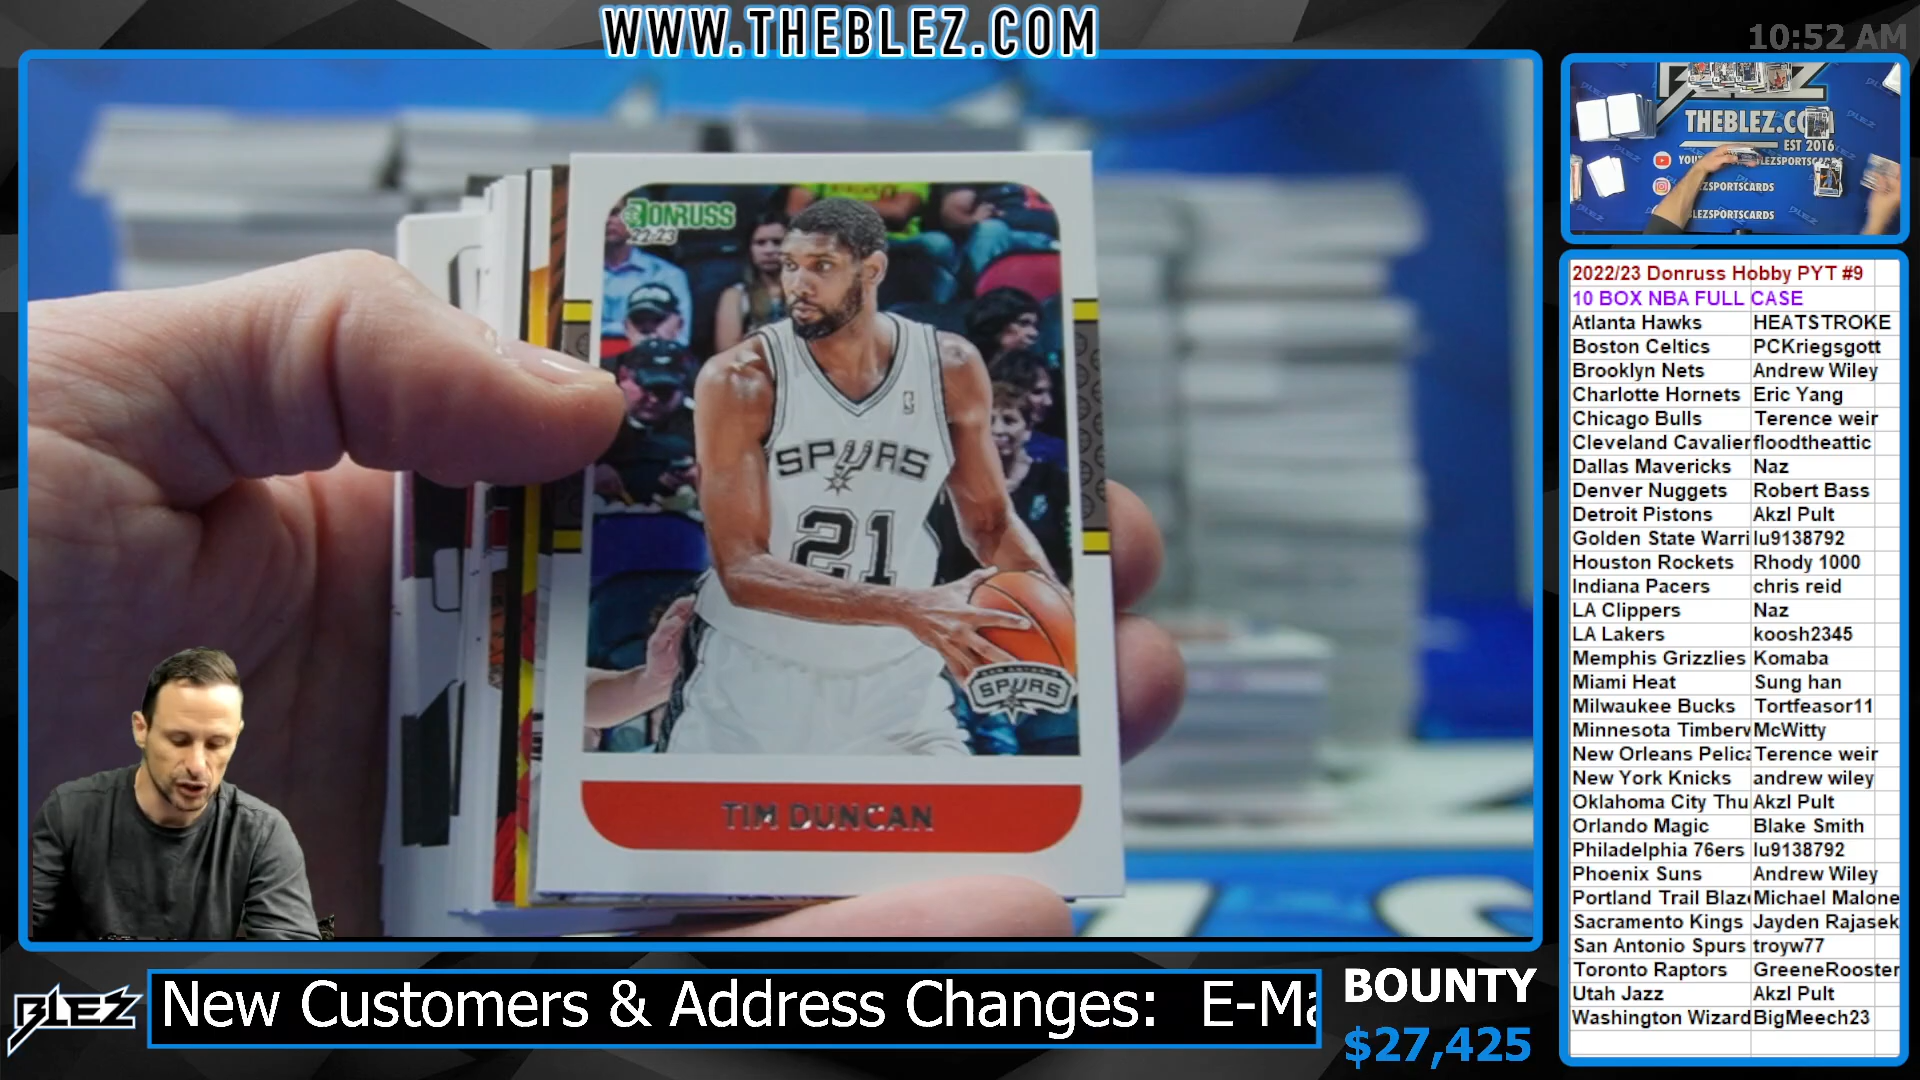 WWW.THEBLEZ.COM
10:52 AM
DONRUSS
22-23
SPURS
21
SPURS
TIM DUNCAN
THEBLEZ.CO
EST 2016
YOU
LEZSPORTSCA
ZSPORTSCARDS
LEZSPORTSCARDS
2022/23 Donruss Hobby PYT #9
10 BOX NBA FULL CASE
Atlanta Hawks HEATSTROKE
Boston Celtics PCKriegsgott
Brooklyn Nets Andrew Wiley
Charlotte Hornets Eric Yang
Chicago Bulls Terence weir
Cleveland Cavalier floodtheattic
Dallas Mavericks Naz
Denver Nuggets Robert Bass
Detroit Pistons Akzl Pult
Golden State Warri lu9138792
Houston Rockets Rhody 1000
Indiana Pacers chris reid
LA Clippers Naz
LA Lakers koosh2345
Memphis Grizzlies Komaba
Miami Heat Sung han
Milwaukee Bucks Tortfeasor11
Minnesota Timberw McWitty
New Orleans Pelica Terence weir
New York Knicks andrew wiley
Oklahoma City Thu Akzl Pult
Orlando Magic Blake Smith
Philadelphia 76ers lu9138792
Phoenix Suns Andrew Wiley
Portland Trail Blaze Michael Malone
Sacramento Kings Jayden Rajasek
San Antonio Spurs troyw77
Toronto Raptors GreeneRooster
Utah Jazz Akzl Pult
Washington Wizard BigMeech23
BLEZ
New Customers & Address Changes: E-Ma
BOUNTY
$27,425